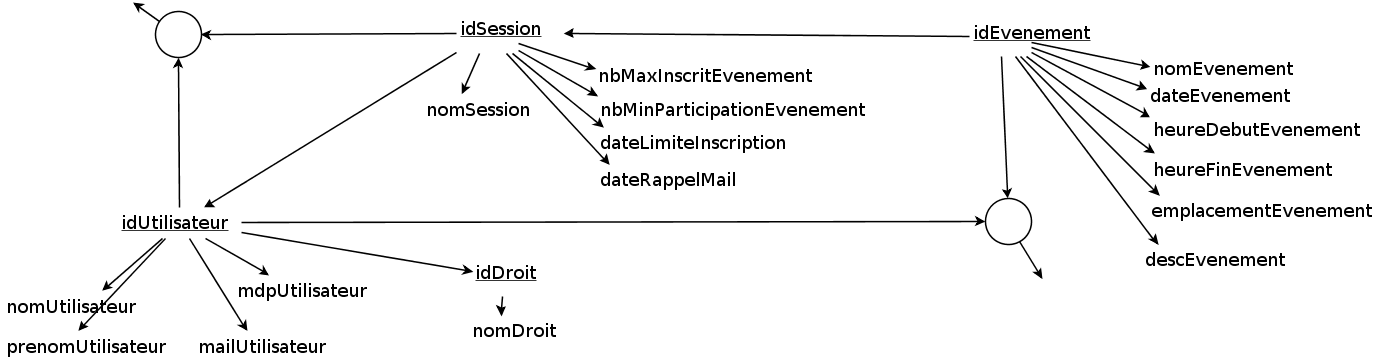 idSession
idEvenement
nbMaxInscritEvenement
nomEvenement
dateEvenement
nomSession
nbMinParticipationEvenement
heureDebutEvenement
dateLimiteInscription
heureFinEvenement
dateRappelMail
emplacementEvenement
idUtilisateur
descEvenement
idDroit
mdpUtilisateur
nomUtilisateur
nomDroit
prenomUtilisateur
mailUtilisateur